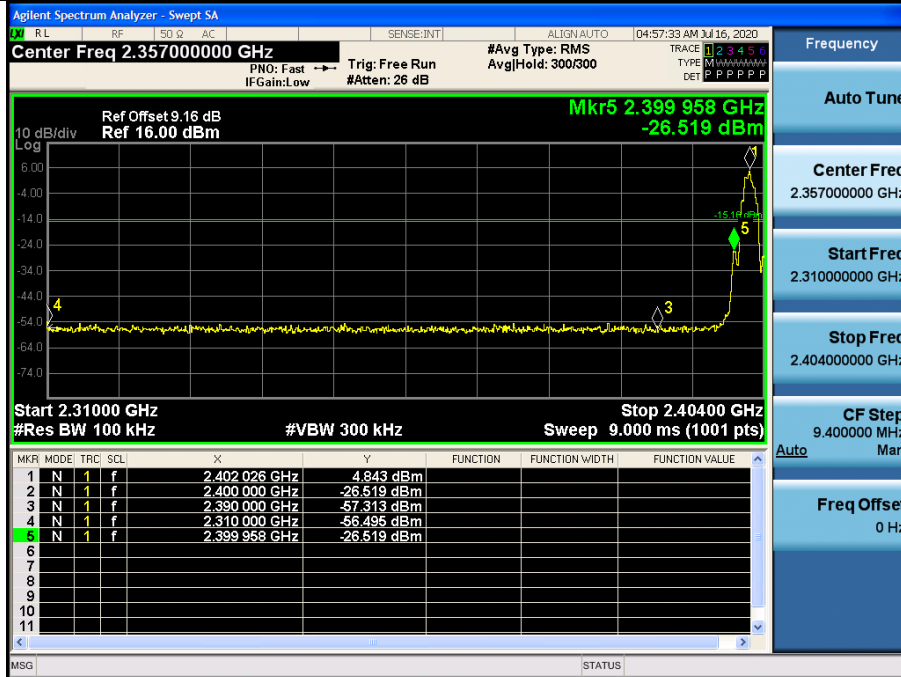 Agilent Spectrum Analyzer - Swept SA
LXI RL RF 50 Ω AC SENSE:INT ALIGN AUTO 04:57:33 AM Jul 16, 2020
Center Freq 2.357000000 GHz
PNO: Fast
IFGain:Low
Trig: Free Run
#Atten: 26 dB
#Avg Type: RMS
Avg|Hold: 300/300
TRACE 1 2 3 4 5 6
TYPE M WWWWW
DET P P P P P P
Frequency
Mkr5 2.399 958 GHz
-26.519 dBm
Ref Offset 9.16 dB
10 dB/div Ref 16.00 dBm
Log
1
6.00
-4.00
-14.0
5
-24.0
-34.0
-44.0
4
3
-54.0
-64.0
-74.0
Start 2.31000 GHz Stop 2.40400 GHz
#Res BW 100 kHz #VBW 300 kHz Sweep 9.000 ms (1001 pts)
MKR MODE TRC SCL X Y FUNCTION FUNCTION WIDTH FUNCTION VALUE
1 N 1 f 2.402 026 GHz 4.843 dBm
2 N 1 f 2.400 000 GHz -26.519 dBm
3 N 1 f 2.390 000 GHz -57.313 dBm
4 N 1 f 2.310 000 GHz -56.495 dBm
5 N 1 f 2.399 958 GHz -26.519 dBm
6
7
8
9
10
11
MSG STATUS
Auto Tune
Center Freq
2.357000000 GHz
Start Freq
2.310000000 GHz
Stop Freq
2.404000000 GHz
CF Step
9.400000 MHz
Auto Man
Freq Offset
0 Hz